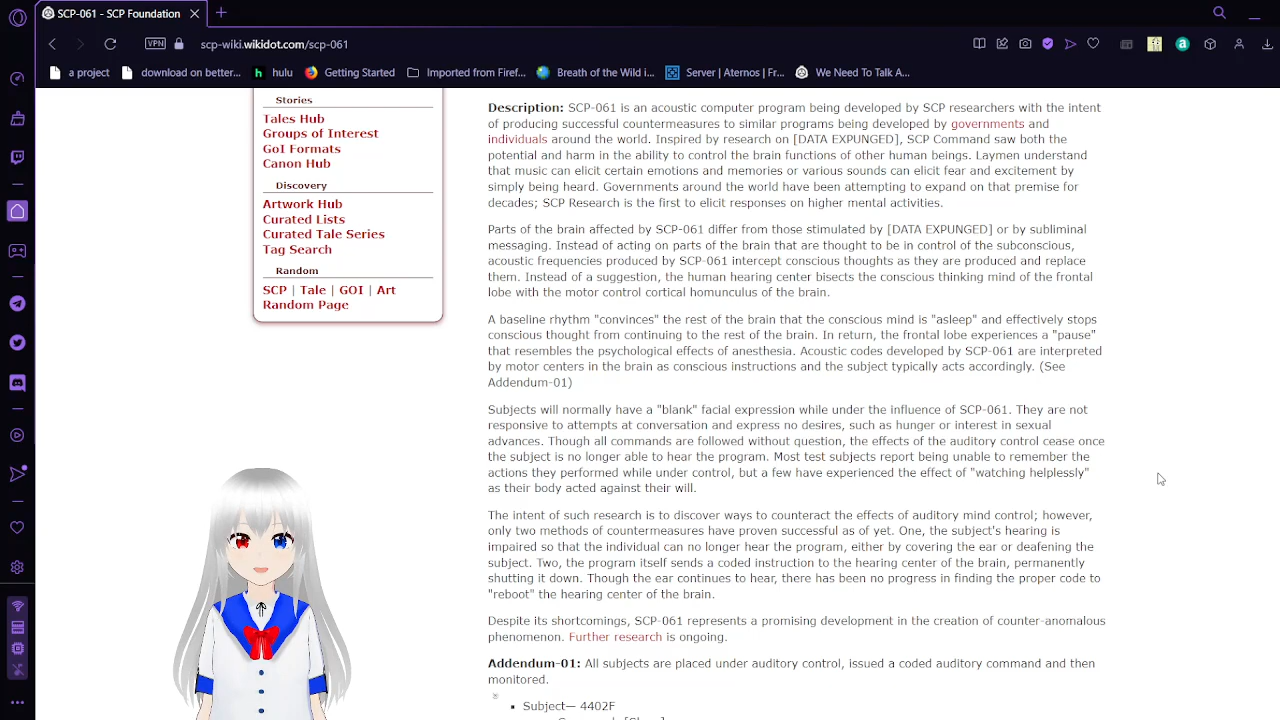 SCP-061 - SCP Foundation
VPN
scp-wiki.wikidot.com/scp-061
a project
download on better...
hulu
Getting Started
Imported from Firef...
Breath of the Wild i...
Server | Aternos | Fr...
We Need To Talk A...
Stories
Tales Hub
Groups of Interest
GoI Formats
Canon Hub
Discovery
Artwork Hub
Curated Lists
Curated Tale Series
Tag Search
Random
SCP | Tale | GOI | Art
Random Page
Description: SCP-061 is an acoustic computer program being developed by SCP researchers with the intent
of producing successful countermeasures to similar programs being developed by governments and
individuals around the world. Inspired by research on [DATA EXPUNGED], SCP Command saw both the
potential and harm in the ability to control the brain functions of other human beings. Laymen understand
that music can elicit certain emotions and memories or various sounds can elicit fear and excitement by
simply being heard. Governments around the world have been attempting to expand on that premise for
decades; SCP Research is the first to elicit responses on higher mental activities.
Parts of the brain affected by SCP-061 differ from those stimulated by [DATA EXPUNGED] or by subliminal
messaging. Instead of acting on parts of the brain that are thought to be in control of the subconscious,
acoustic frequencies produced by SCP-061 intercept conscious thoughts as they are produced and replace
them. Instead of a suggestion, the human hearing center bisects the conscious thinking mind of the frontal
lobe with the motor control cortical homunculus of the brain.
A baseline rhythm "convinces" the rest of the brain that the conscious mind is "asleep" and effectively stops
conscious thought from continuing to the rest of the brain. In return, the frontal lobe experiences a "pause"
that resembles the psychological effects of anesthesia. Acoustic codes developed by SCP-061 are interpreted
by motor centers in the brain as conscious instructions and the subject typically acts accordingly. (See
Addendum-01)
Subjects will normally have a "blank" facial expression while under the influence of SCP-061. They are not
responsive to attempts at conversation and express no desires, such as hunger or interest in sexual
advances. Though all commands are followed without question, the effects of the auditory control cease once
the subject is no longer able to hear the program. Most test subjects report being unable to remember the
actions they performed while under control, but a few have experienced the effect of "watching helplessly"
as their body acted against their will.
The intent of such research is to discover ways to counteract the effects of auditory mind control; however,
only two methods of countermeasures have proven successful as of yet. One, the subject's hearing is
impaired so that the individual can no longer hear the program, either by covering the ear or deafening the
subject. Two, the program itself sends a coded instruction to the hearing center of the brain, permanently
shutting it down. Though the ear continues to hear, there has been no progress in finding the proper code to
"reboot" the hearing center of the brain.
Despite its shortcomings, SCP-061 represents a promising development in the creation of counter-anomalous
phenomenon. Further research is ongoing.
Addendum-01: All subjects are placed under auditory control, issued a coded auditory command and then
monitored.
Subject— 4402F